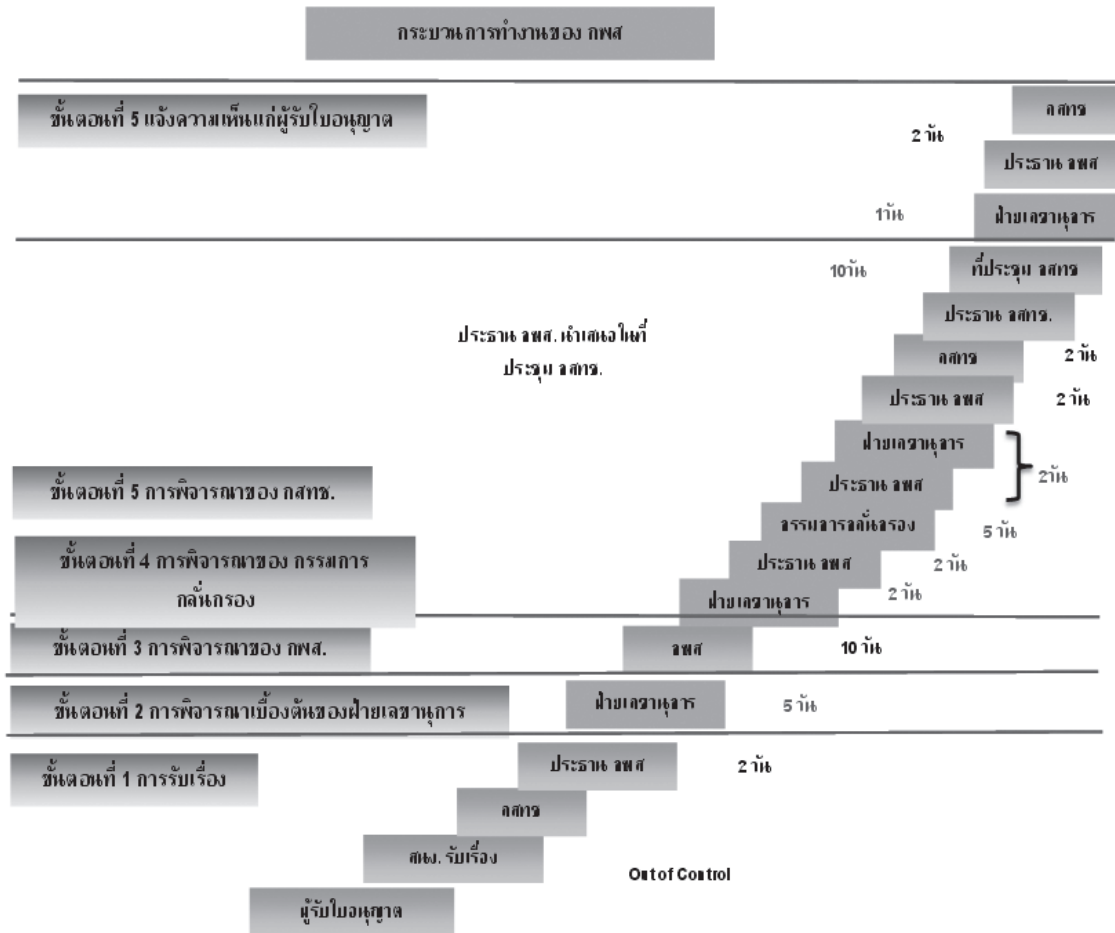 กระบวนการทำงานของ กพส
ขั้นตอนที่ 5 แจ้งความเห็นแก่ผู้รับใบอนุญาต
กสทช
2 วัน
ประธาน กพส
1วัน
ฝ่ายเลขานุการ
10วัน
ที่ประชุม กสทช
ประธาน กสทช.
ประธาน กพส. นำเสนอในที่
ประชุม กสทช.
กสทช
2 วัน
ประธาน กพส
2 วัน
ฝ่ายเลขานุการ
ขั้นตอนที่ 5 การพิจารณาของ กสทช.
ประธาน กพส
2วัน
กรรมการกลั่นกรอง
5 วัน
ขั้นตอนที่ 4 การพิจารณาของ กรรมการ
กลั่นกรอง
ประธาน กพส
2 วัน
ฝ่ายเลขานุการ
2 วัน
ขั้นตอนที่ 3 การพิจารณาของ กพส.
กพส
10 วัน
ขั้นตอนที่ 2 การพิจารณาเบื้องต้นของฝ่ายเลขานุการ
ฝ่ายเลขานุการ
5 วัน
ขั้นตอนที่ 1 การรับเรื่อง
ประธาน กพส
2 วัน
กสทช
รับเรื่อง
Out of Control
ผู้รับใบอนุญาต